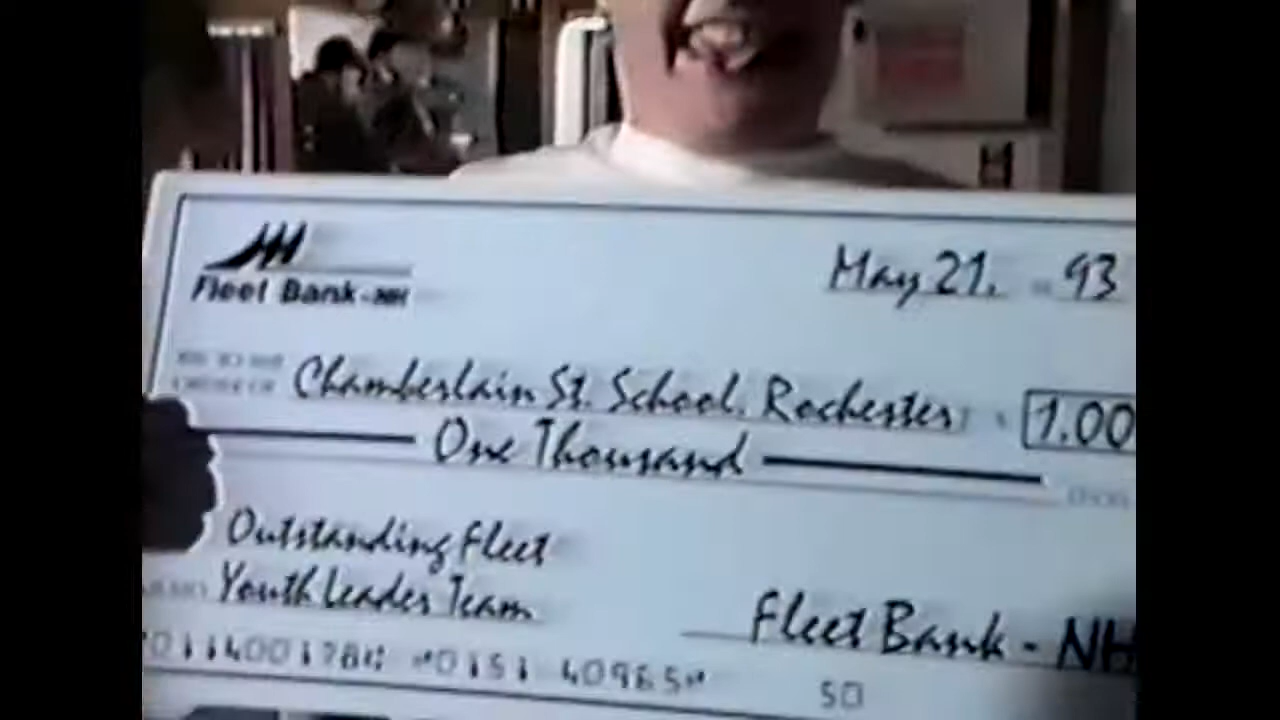 Fleet Bank-NH
May 21, 93
Chamberlain St. School, Rochester 1.00
One Thousand
Outstanding Fleet
Youth Leader Team
Fleet Bank - NH
50